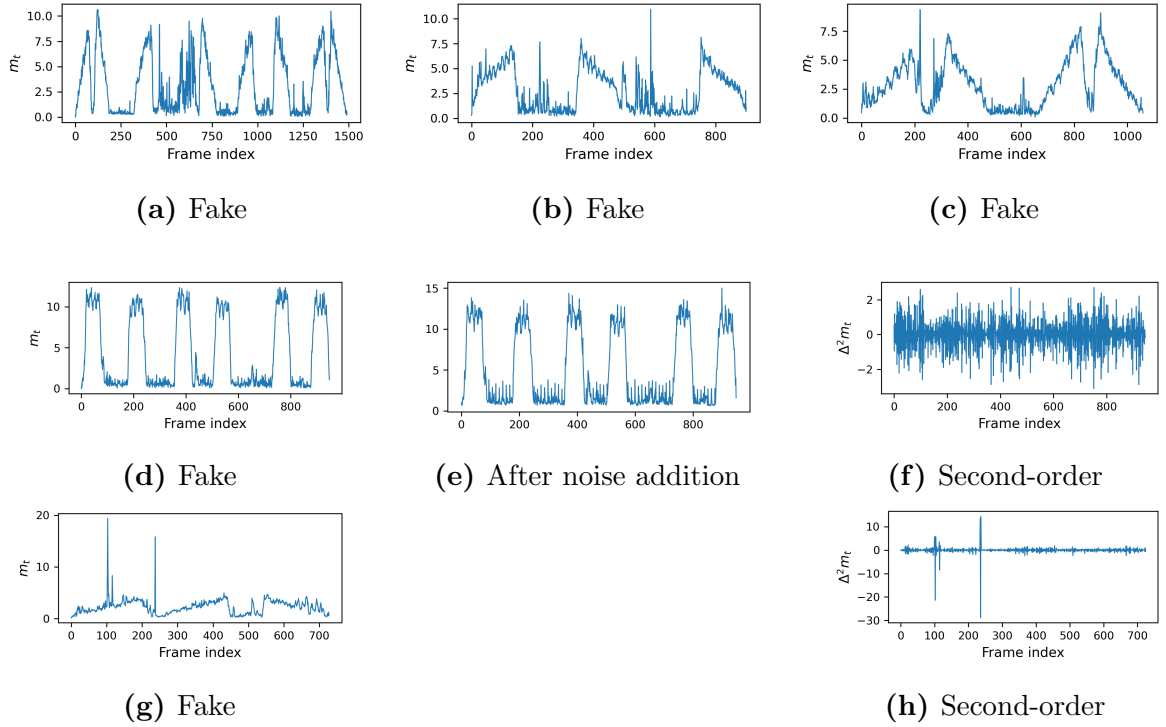 10.0
7.5
5.0
2.5
0.0
m_t
0 250 500 750 1000 1250 1500
Frame index
(a) Fake
10.0
7.5
5.0
2.5
0.0
m_t
0 200 400 600 800
Frame index
(b) Fake
7.5
5.0
2.5
0.0
m_t
0 200 400 600 800 1000
Frame index
(c) Fake
10
5
0
m_t
0 200 400 600 800
Frame index
(d) Fake
15
10
5
0
0 200 400 600 800
(e) After noise addition
2
0
−2
Δ²m_t
0 200 400 600 800
Frame index
(f) Second-order
20
10
0
m_t
0 100 200 300 400 500 600 700
Frame index
(g) Fake
10
0
−10
−20
−30
Δ²m_t
0 100 200 300 400 500 600 700
Frame index
(h) Second-order